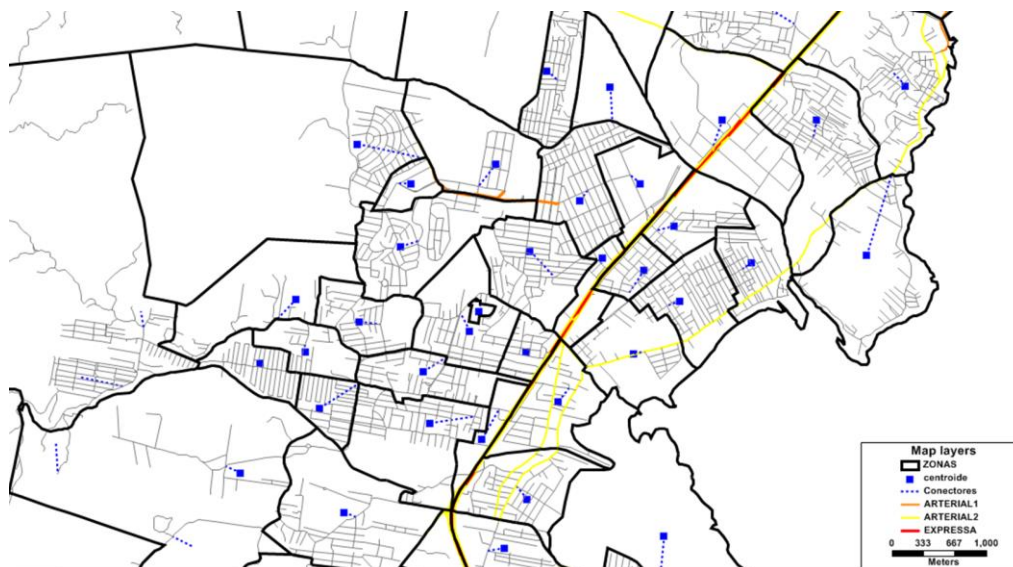 Map layers
ZONAS
centroide
Conectores
ARTERIAL1
ARTERIAL2
EXPRESSA
0 333 667 1,000
Meters